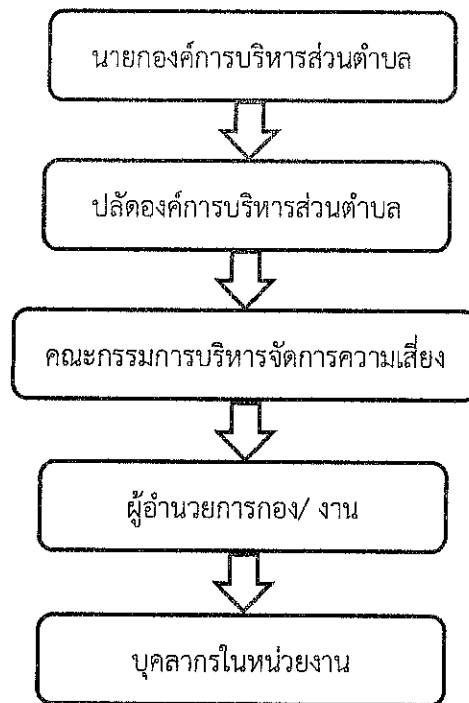 นายกองค์การบริหารส่วนตำบล
ปลัดองค์การบริหารส่วนตำบล
คณะกรรมการบริหารจัดการความเสี่ยง
ผู้อำนวยการกอง/ งาน
บุคลากรในหน่วยงาน